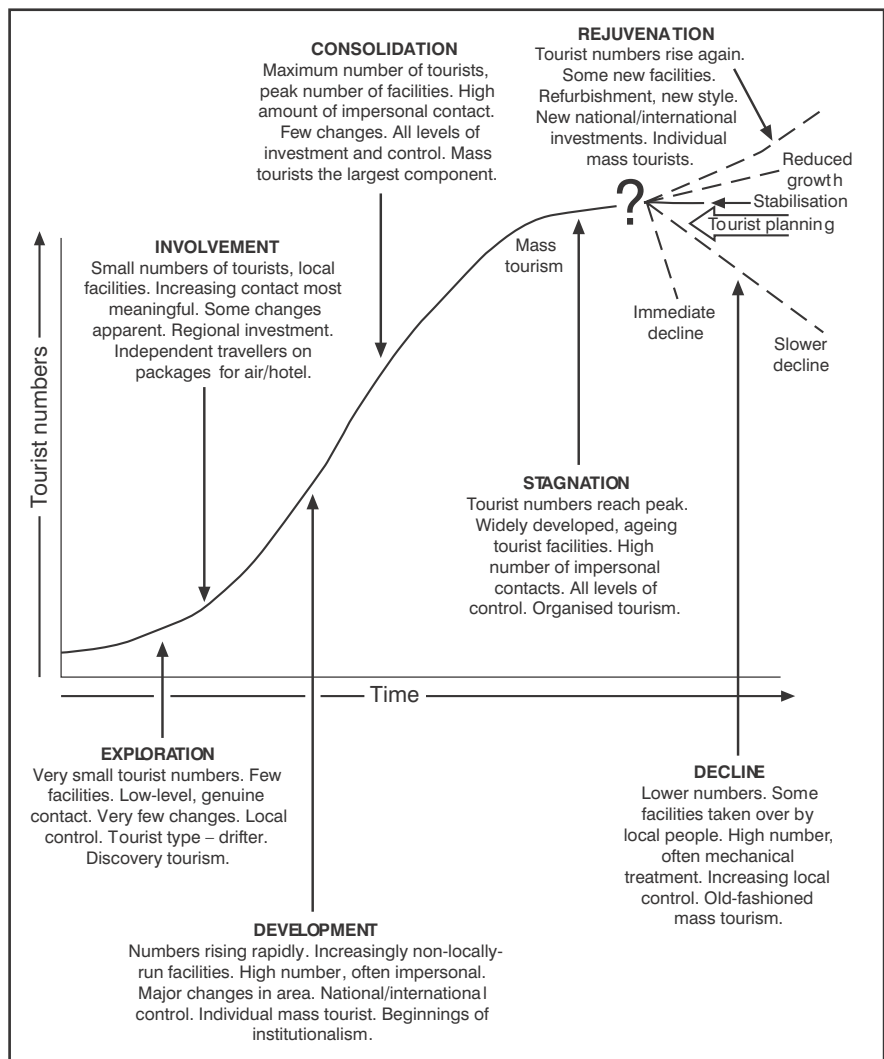 CONSOLIDATION
Maximum number of tourists,
peak number of facilities. High
amount of impersonal contact.
Few changes. All levels of
investment and control. Mass
tourists the largest component.
REJUVENATION
Tourist numbers rise again.
Some new facilities.
Refurbishment, new style.
New national/international
investments. Individual
mass tourists.
Reduced
growth
Stabilisation
Tourist planning
?
INVOLVEMENT
Small numbers of tourists, local
facilities. Increasing contact most
meaningful. Some changes
apparent. Regional investment.
Independent travellers on
packages for air/hotel.
Mass
tourism
Immediate
decline
Slower
decline
Tourist numbers
STAGNATION
Tourist numbers reach peak.
Widely developed, ageing
tourist facilities. High
number of impersonal
contacts. All levels of
control. Organised tourism.
Time
EXPLORATION
Very small tourist numbers. Few
facilities. Low-level, genuine
contact. Very few changes. Local
control. Tourist type – drifter.
Discovery tourism.
DECLINE
Lower numbers. Some
facilities taken over by
local people. High number,
often mechanical
treatment. Increasing local
control. Old-fashioned
mass tourism.
DEVELOPMENT
Numbers rising rapidly. Increasingly non-locally-
run facilities. High number, often impersonal.
Major changes in area. National/international
control. Individual mass tourist. Beginnings of
institutionalism.